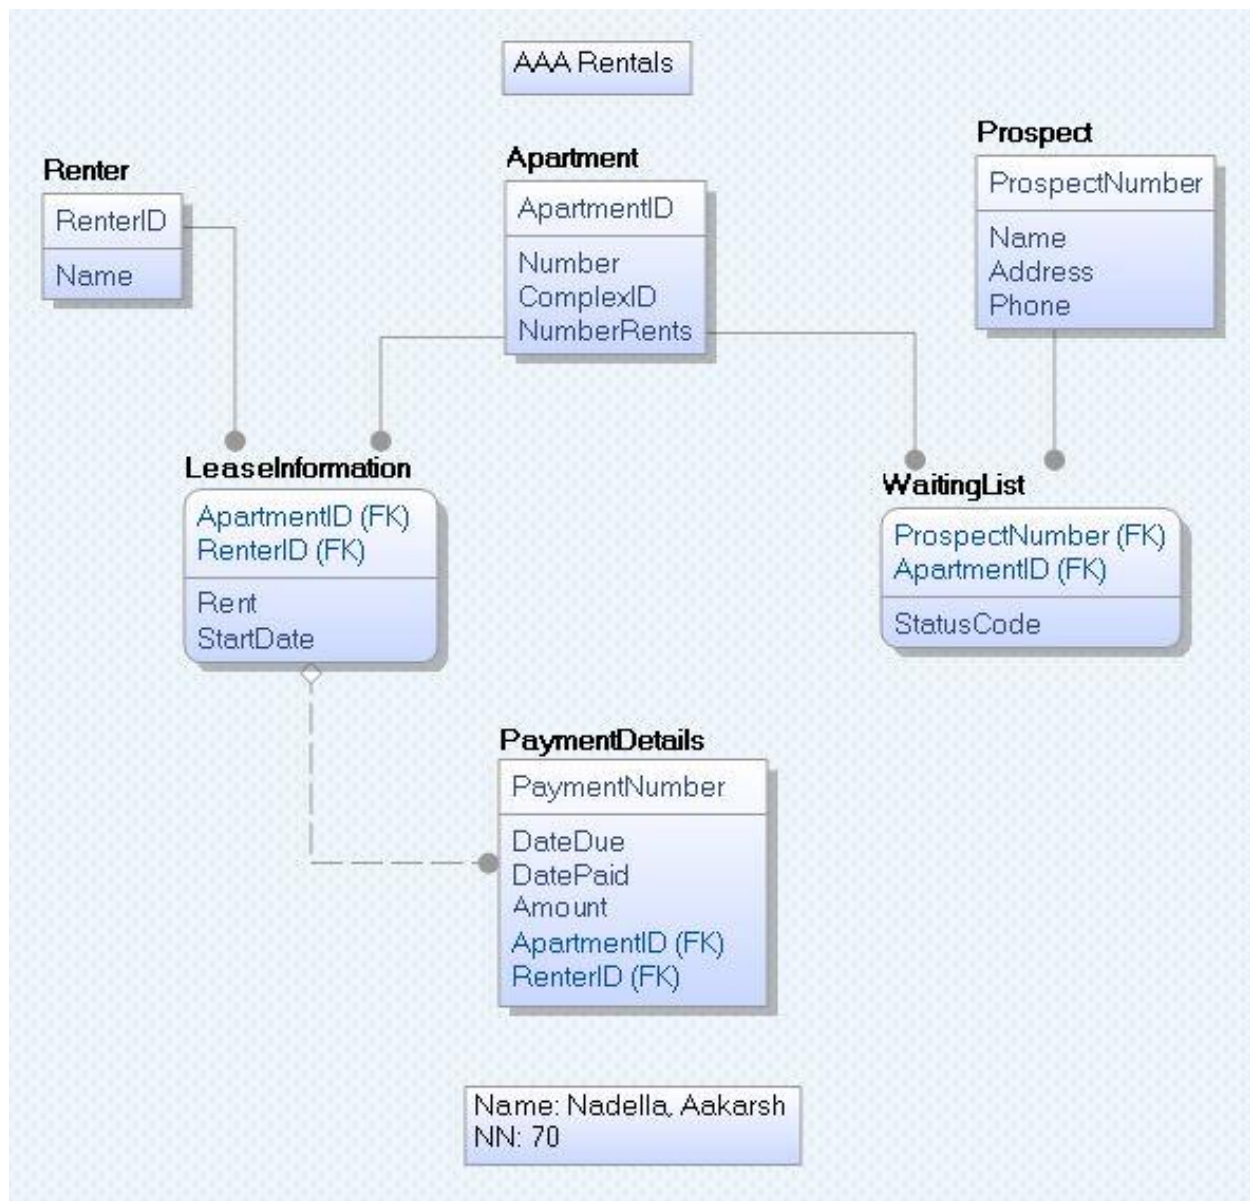 AAA Rentals
Renter
RenterID
Name
Apartment
ApartmentID
Number
ComplexID
NumberRents
Prospect
ProspectNumber
Name
Address
Phone
LeaseInformation
ApartmentID (FK)
RenterID (FK)
Rent
StartDate
WaitingList
ProspectNumber (FK)
ApartmentID (FK)
StatusCode
PaymentDetails
PaymentNumber
DateDue
DatePaid
Amount
ApartmentID (FK)
RenterID (FK)
Name: Nadella, Aakarsh
NN: 70